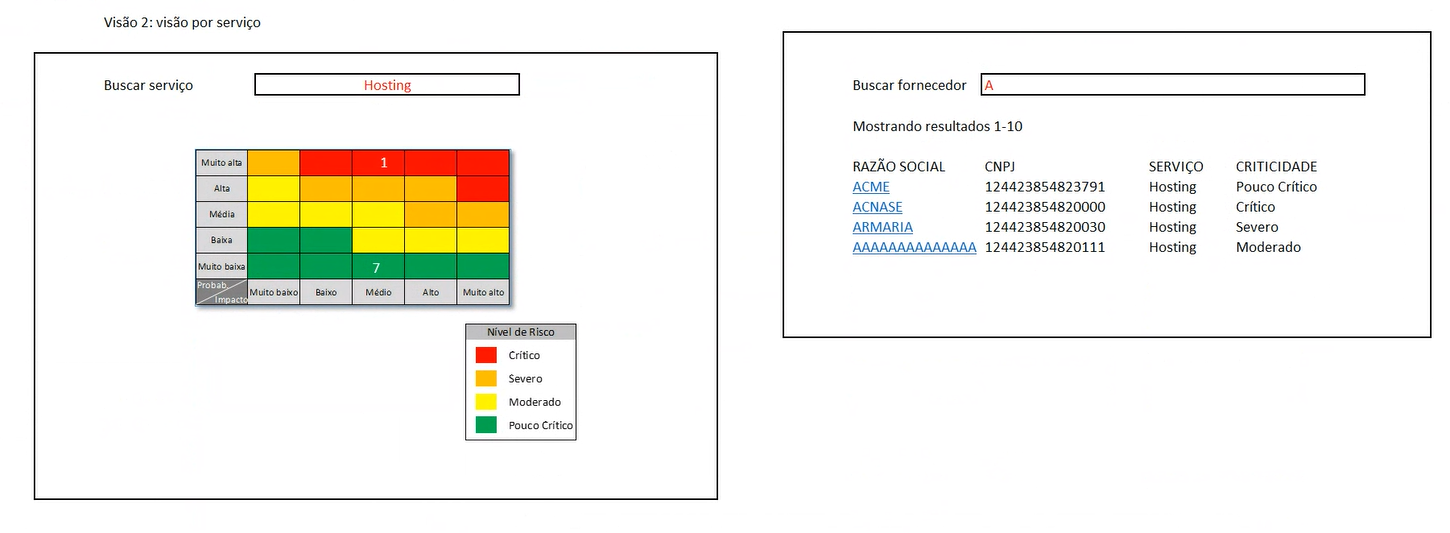 Visão 2: visão por serviço
Buscar serviço Hosting
Muito alta 1
Alta
Média
Baixa
Muito baixa 7
Probab.
Impacto Muito baixo Baixo Médio Alto Muito alto
Nível de Risco
Crítico
Severo
Moderado
Pouco Crítico
Buscar fornecedor A
Mostrando resultados 1-10
RAZÃO SOCIAL CNPJ SERVIÇO CRITICIDADE
ACME 124423854823791 Hosting Pouco Crítico
ACNASE 124423854820000 Hosting Crítico
ARMARIA 124423854820030 Hosting Severo
AAAAAAAAAAAAAA 124423854820111 Hosting Moderado